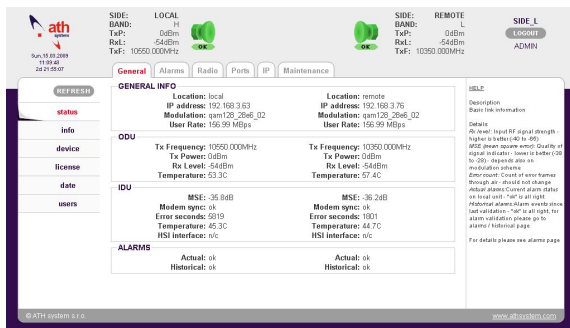 ath
system
Sun,15.03.2009
11:09:48
2d 21:55:07
SIDE: LOCAL
BAND: H
TxP: 0dBm
RxL: -54dBm
TxF: 10550.000MHz
OK
OK
SIDE: REMOTE
BAND: L
TxP: 0dBm
RxL: -54dBm
TxF: 10350.000MHz
SIDE_L
LOGOUT
ADMIN
General Alarms Radio Ports IP Maintenance
REFRESH
status
info
device
license
date
users
GENERAL INFO
Location: local Location: remote
IP address: 192.168.3.63 IP address: 192.168.3.76
Modulation: qam128_28e6_02 Modulation: qam128_28e6_02
User Rate: 156.99 MBps User Rate: 156.99 MBps
ODU
Tx Frequency: 10550.000MHz Tx Frequency: 10350.000MHz
Tx Power: 0dBm Tx Power: 0dBm
Rx Level: -54dBm Rx Level: -54dBm
Temperature: 53.3C Temperature: 57.4C
IDU
MSE: -35.8dB MSE: -36.2dB
Modem sync: ok Modem sync: ok
Error seconds: 5819 Error seconds: 1801
Temperature: 45.3C Temperature: 44.7C
HSI interface: n/c HSI interface: n/c
ALARMS
Actual: ok Actual: ok
Historical: ok Historical: ok
HELP
Description
Basic link information.
Details
Rx level: Input RF signal strength -
higher is better(-40 to -85)
MSE (mean square error): Quality of
signal indicator - lower is better (-38
to -28) - depends also on
modulation scheme
Error count: Count of error frames
through air - should not change
Actual alarms:Current alarm status
on local unit - "ok" is all right
Historical alarms:Alarm events since
last validation - "ok" is all right, for
alarm validation please go to
alarms / historical page
For details please see alarms page
© ATH system s.r.o.
www.athsystem.com